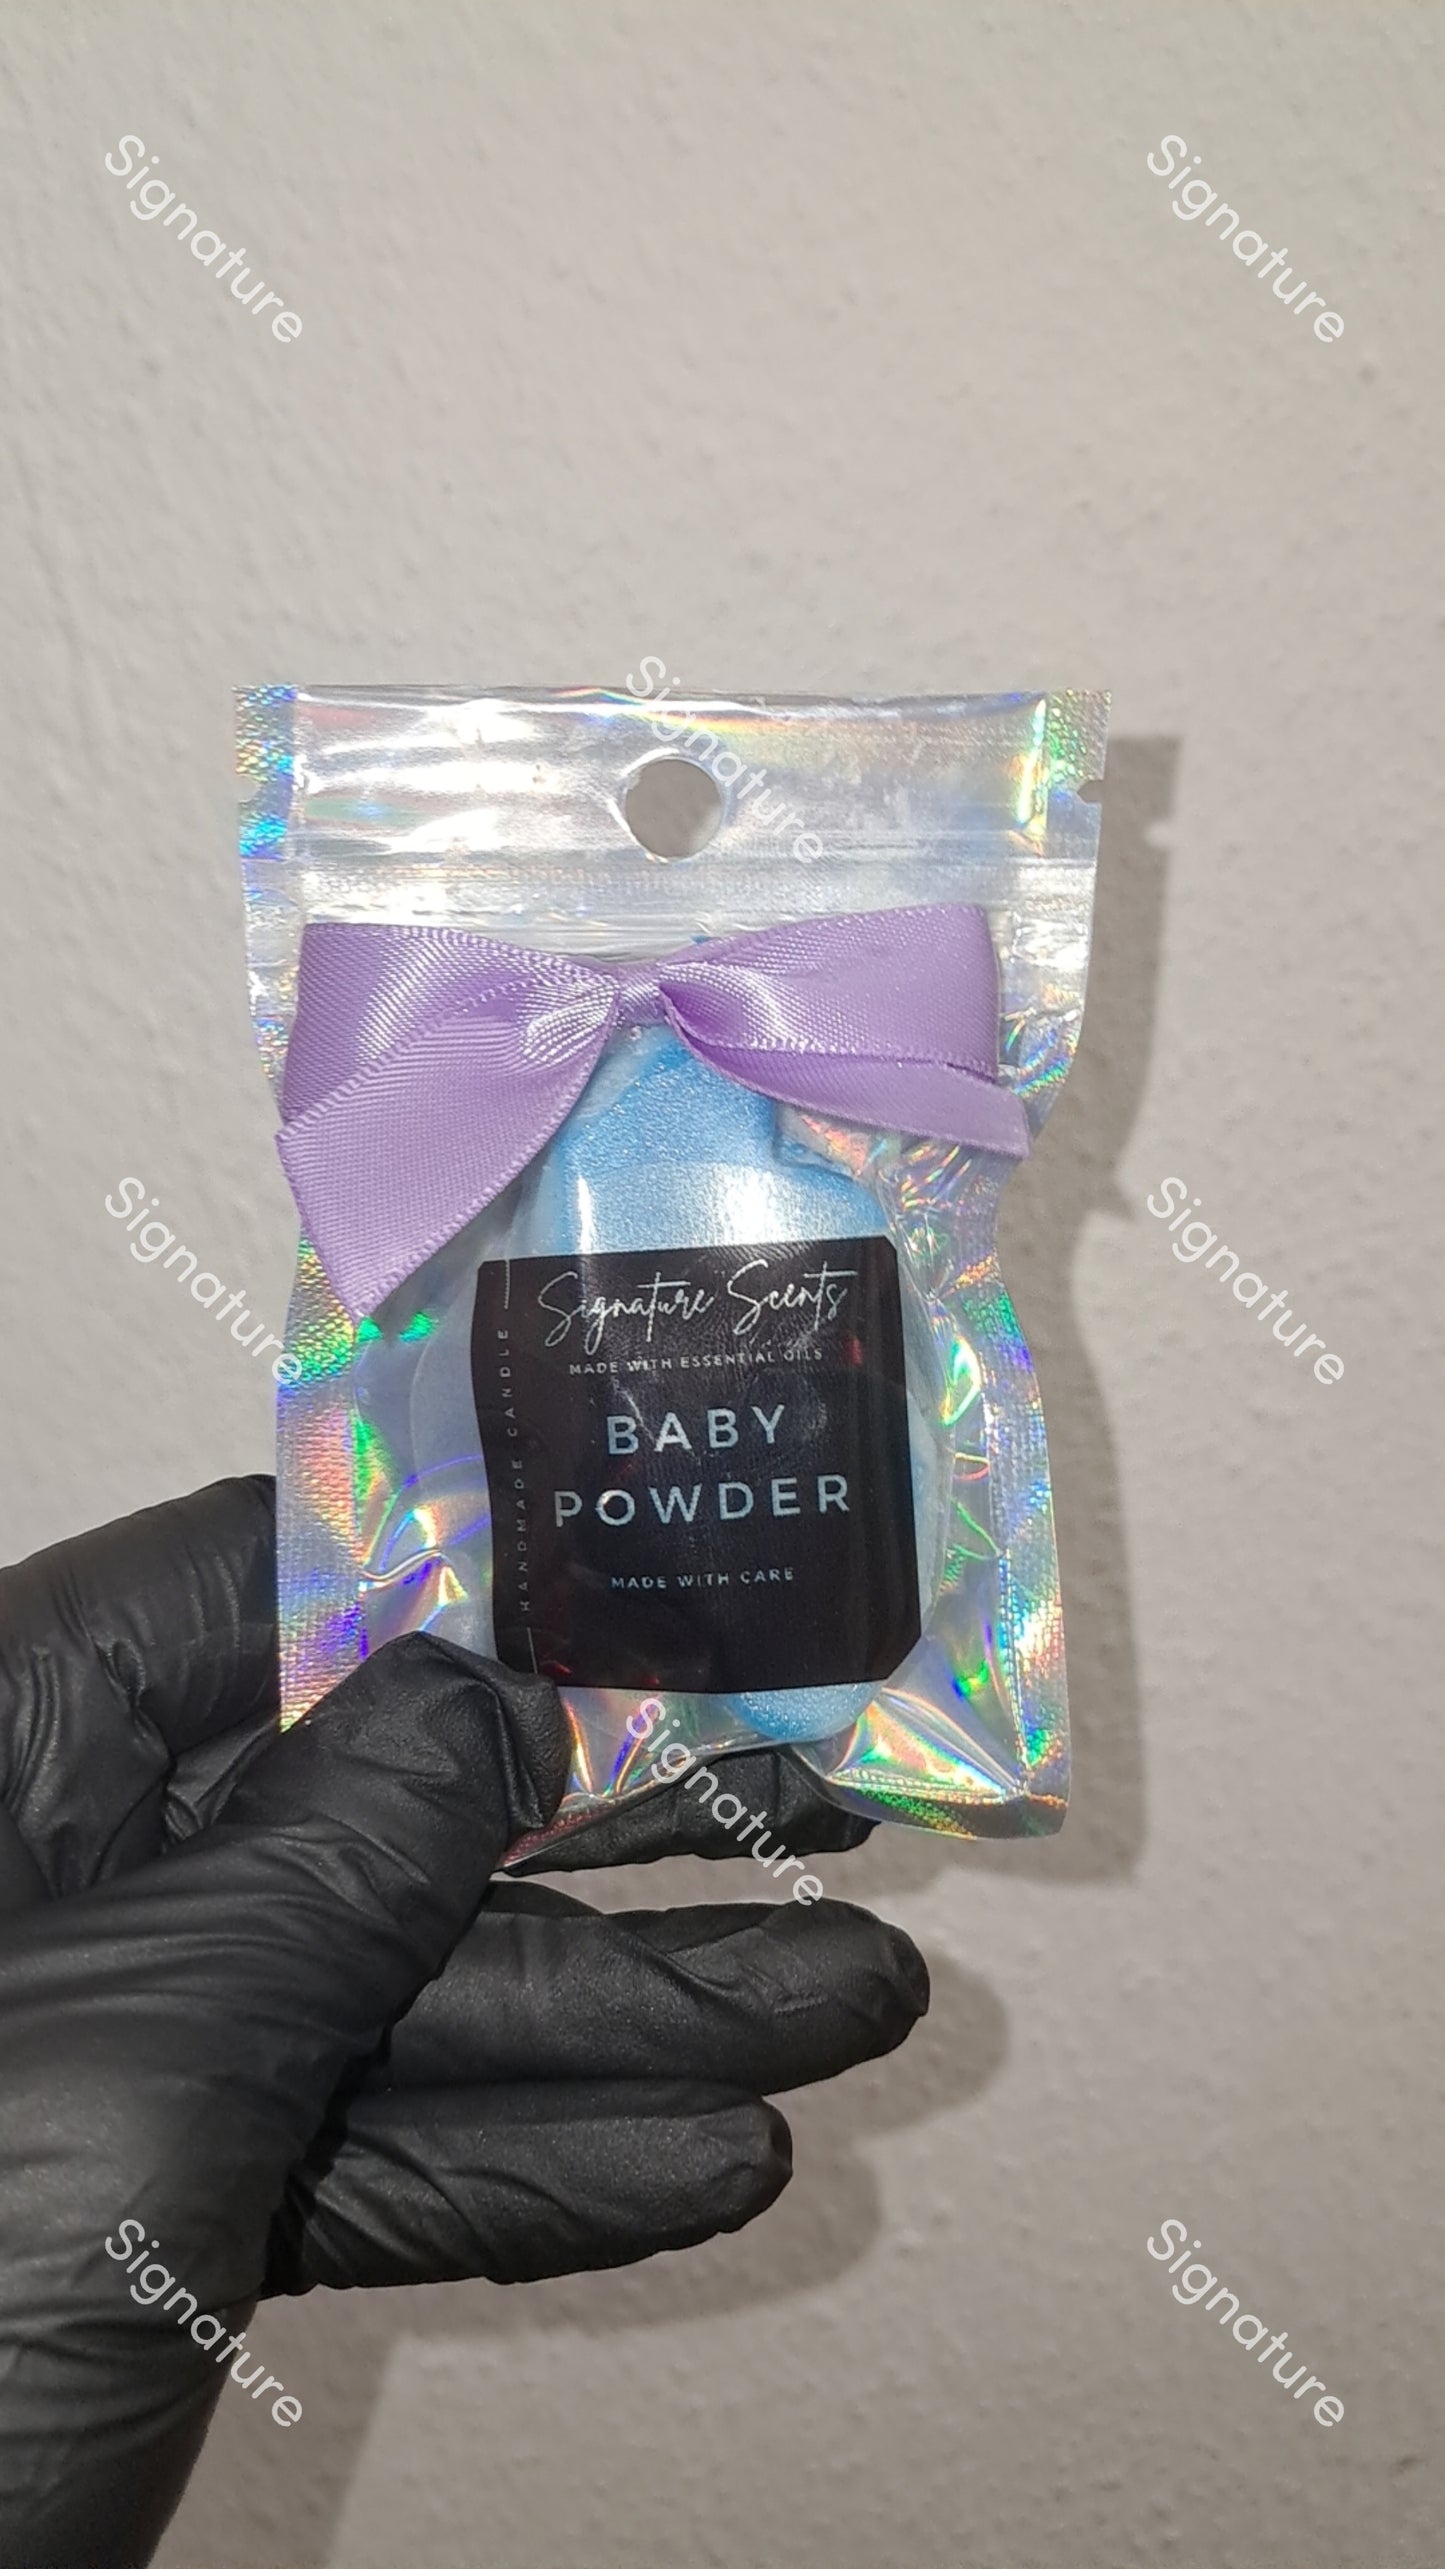 Signature
Signature
Signature
Signature Scents
MADE WITH ESSENTIAL OILS
BABY
POWDER
MADE WITH CARE
HANDMADE CANDLE
Signature
Signature
Signature
Signature
Signature